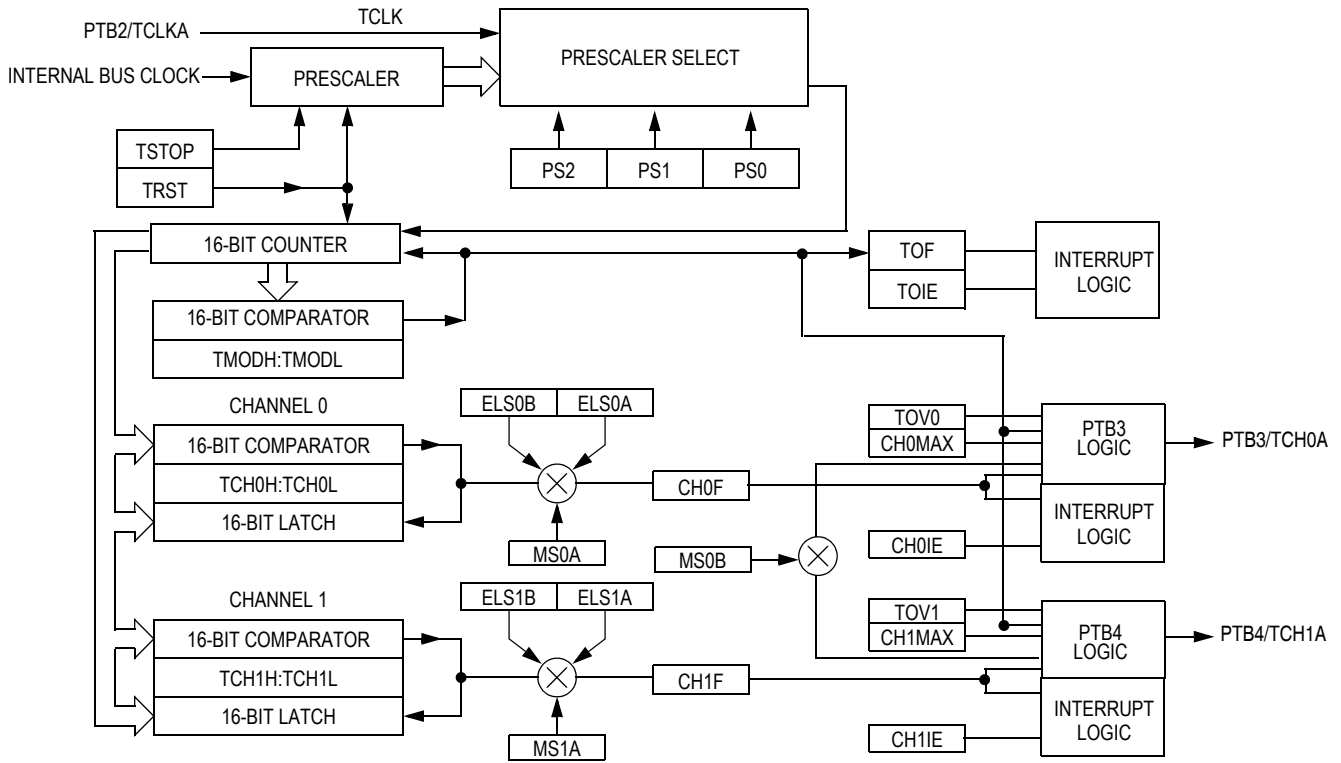 TCLK
PTB2/TCLKA
PRESCALER SELECT
INTERNAL BUS CLOCK
PRESCALER
TSTOP
TRST
PS2
PS1
PS0
16-BIT COUNTER
TOF
TOIE
INTERRUPT
LOGIC
16-BIT COMPARATOR
TMODH:TMODL
CHANNEL 0
ELS0B
ELS0A
TOV0
CH0MAX
PTB3
LOGIC
PTB3/TCH0A
16-BIT COMPARATOR
TCH0H:TCH0L
16-BIT LATCH
CH0F
INTERRUPT
LOGIC
MS0A
MS0B
CH0IE
CHANNEL 1
ELS1B
ELS1A
TOV1
CH1MAX
PTB4
LOGIC
PTB4/TCH1A
16-BIT COMPARATOR
TCH1H:TCH1L
16-BIT LATCH
CH1F
INTERRUPT
LOGIC
MS1A
CH1IE